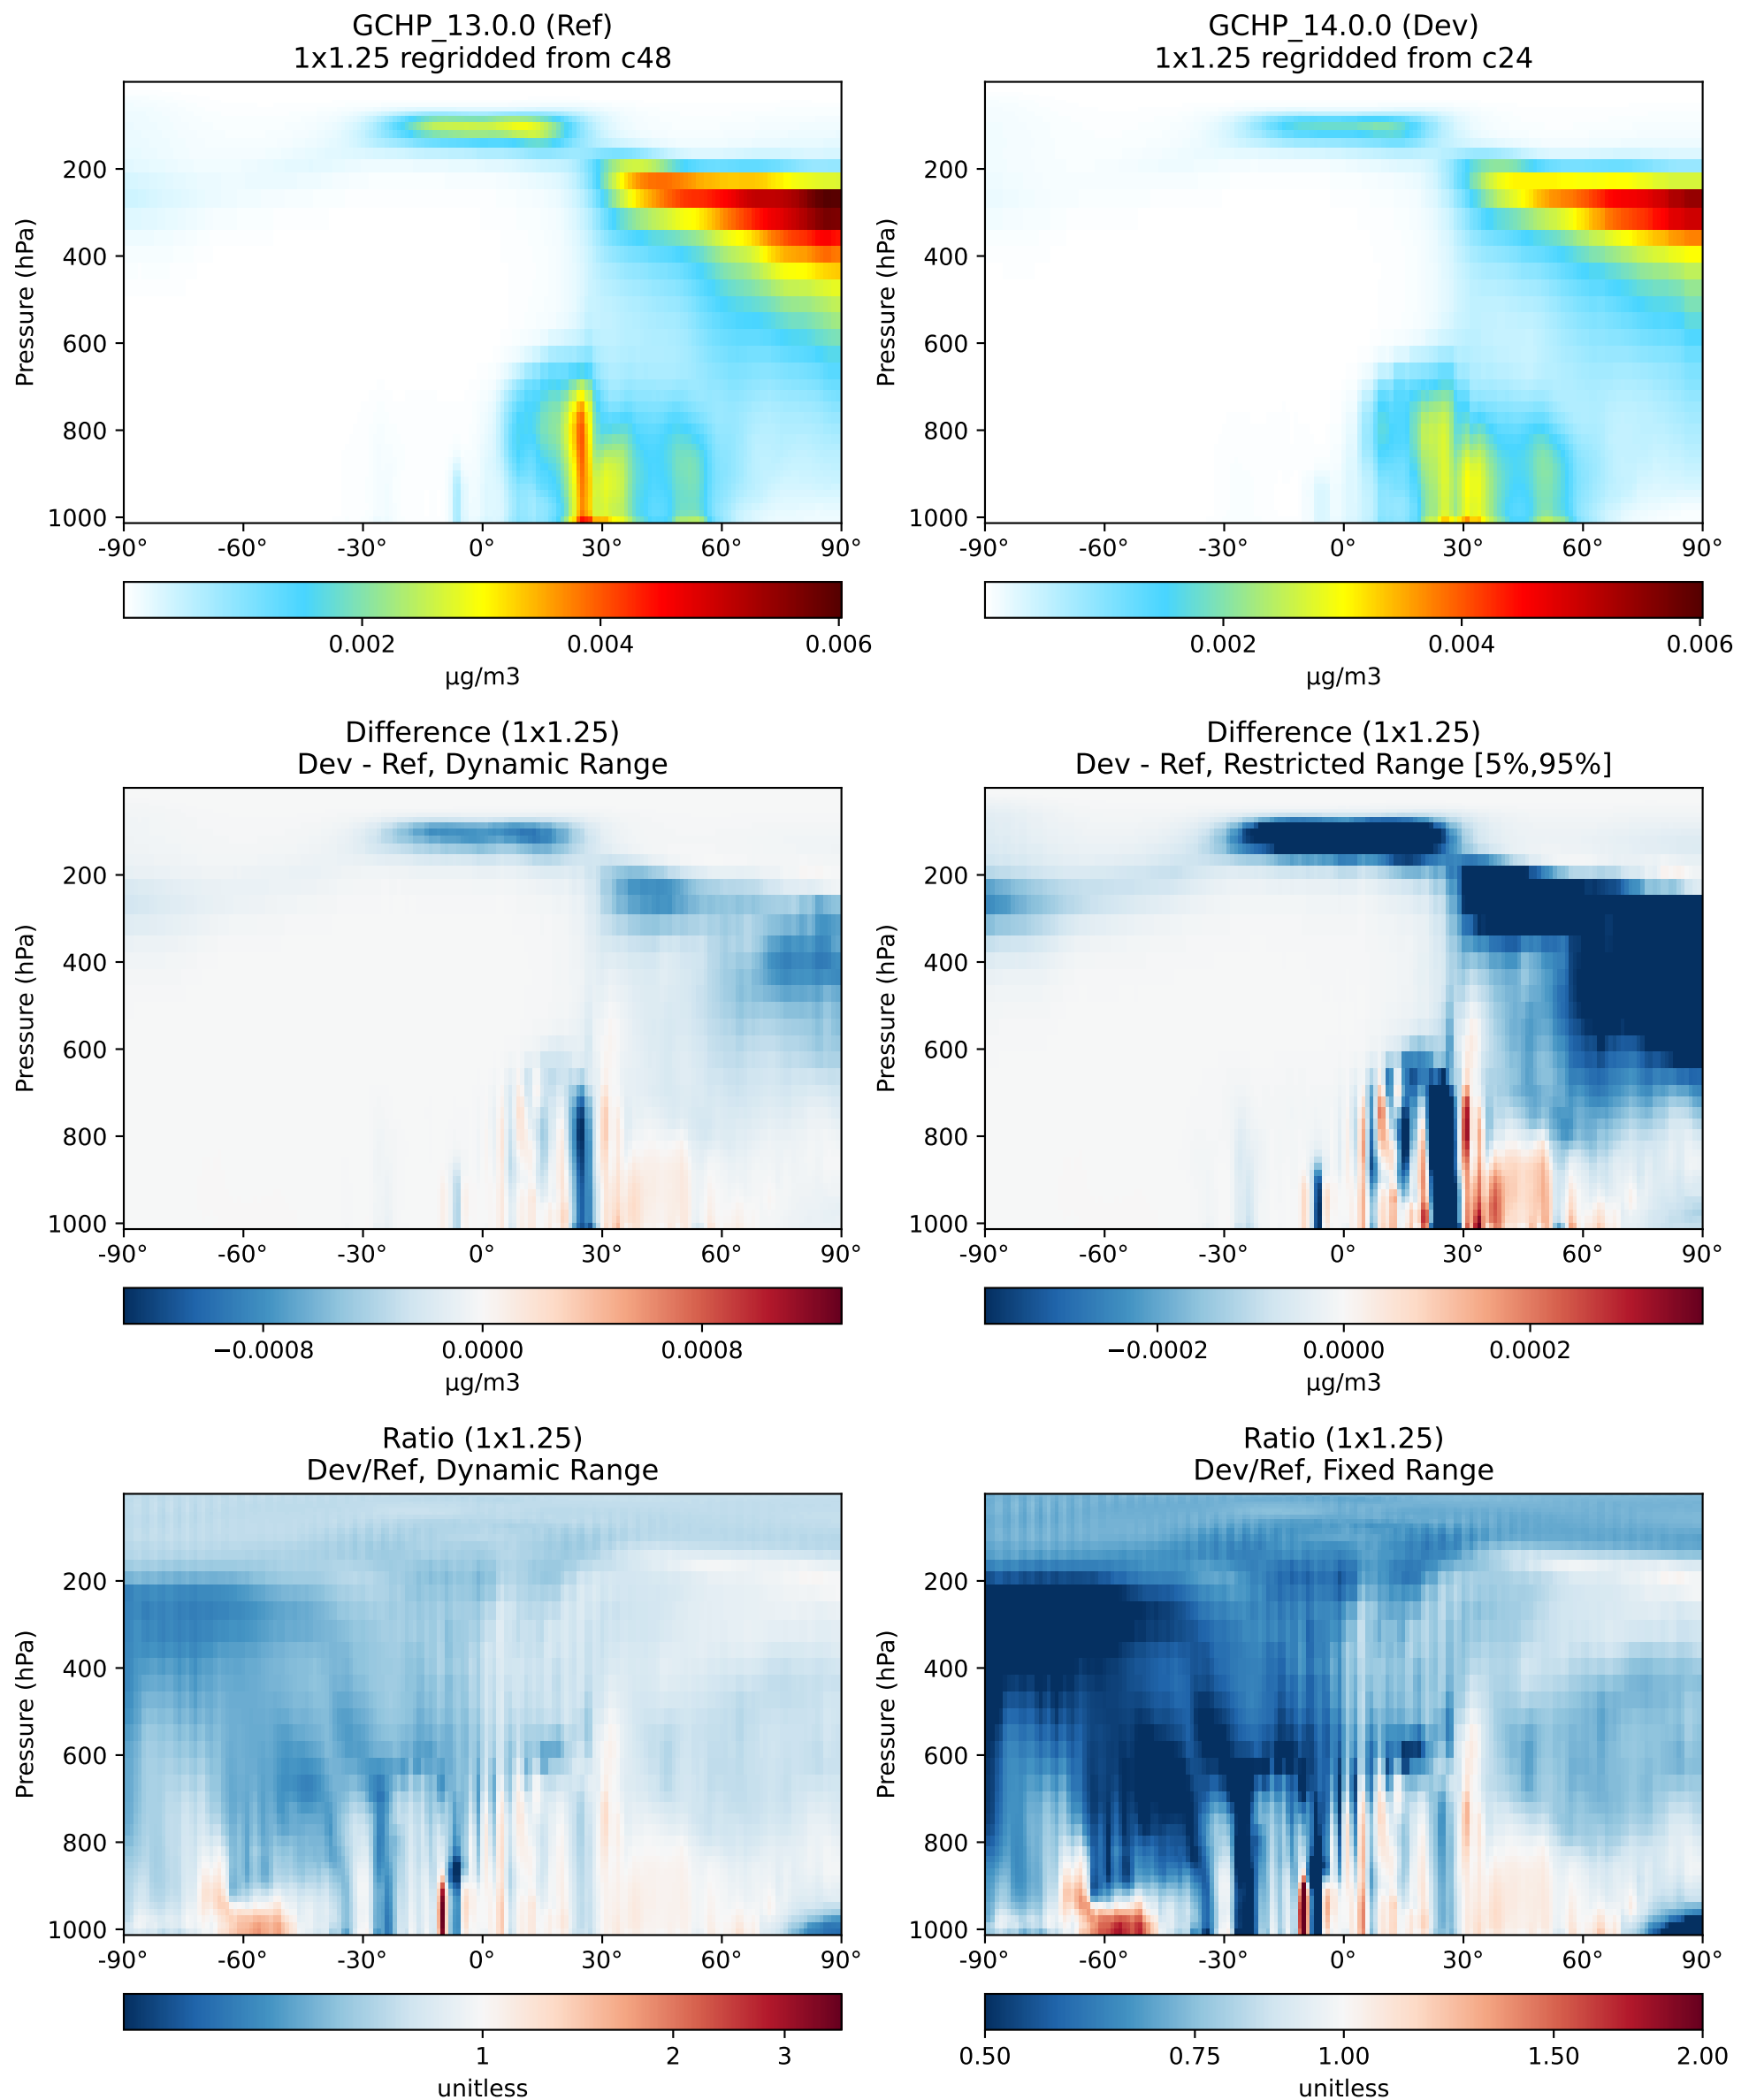 GCHP_13.0.0 (Ref)
1x1.25 regridded from c48
Pressure (hPa)
200
400
600
800
1000
-90° -60° -30° 0° 30° 60° 90°
0.002 0.004 0.006
µg/m3
GCHP_14.0.0 (Dev)
1x1.25 regridded from c24
Pressure (hPa)
200
400
600
800
1000
-90° -60° -30° 0° 30° 60° 90°
0.002 0.004 0.006
µg/m3
Difference (1x1.25)
Dev - Ref, Dynamic Range
Pressure (hPa)
200
400
600
800
1000
-90° -60° -30° 0° 30° 60° 90°
−0.0008 0.0000 0.0008
µg/m3
Difference (1x1.25)
Dev - Ref, Restricted Range [5%,95%]
Pressure (hPa)
200
400
600
800
1000
-90° -60° -30° 0° 30° 60° 90°
−0.0002 0.0000 0.0002
µg/m3
Ratio (1x1.25)
Dev/Ref, Dynamic Range
Pressure (hPa)
200
400
600
800
1000
-90° -60° -30° 0° 30° 60° 90°
1 2 3
unitless
Ratio (1x1.25)
Dev/Ref, Fixed Range
Pressure (hPa)
200
400
600
800
1000
-90° -60° -30° 0° 30° 60° 90°
0.50 0.75 1.00 1.50 2.00
unitless